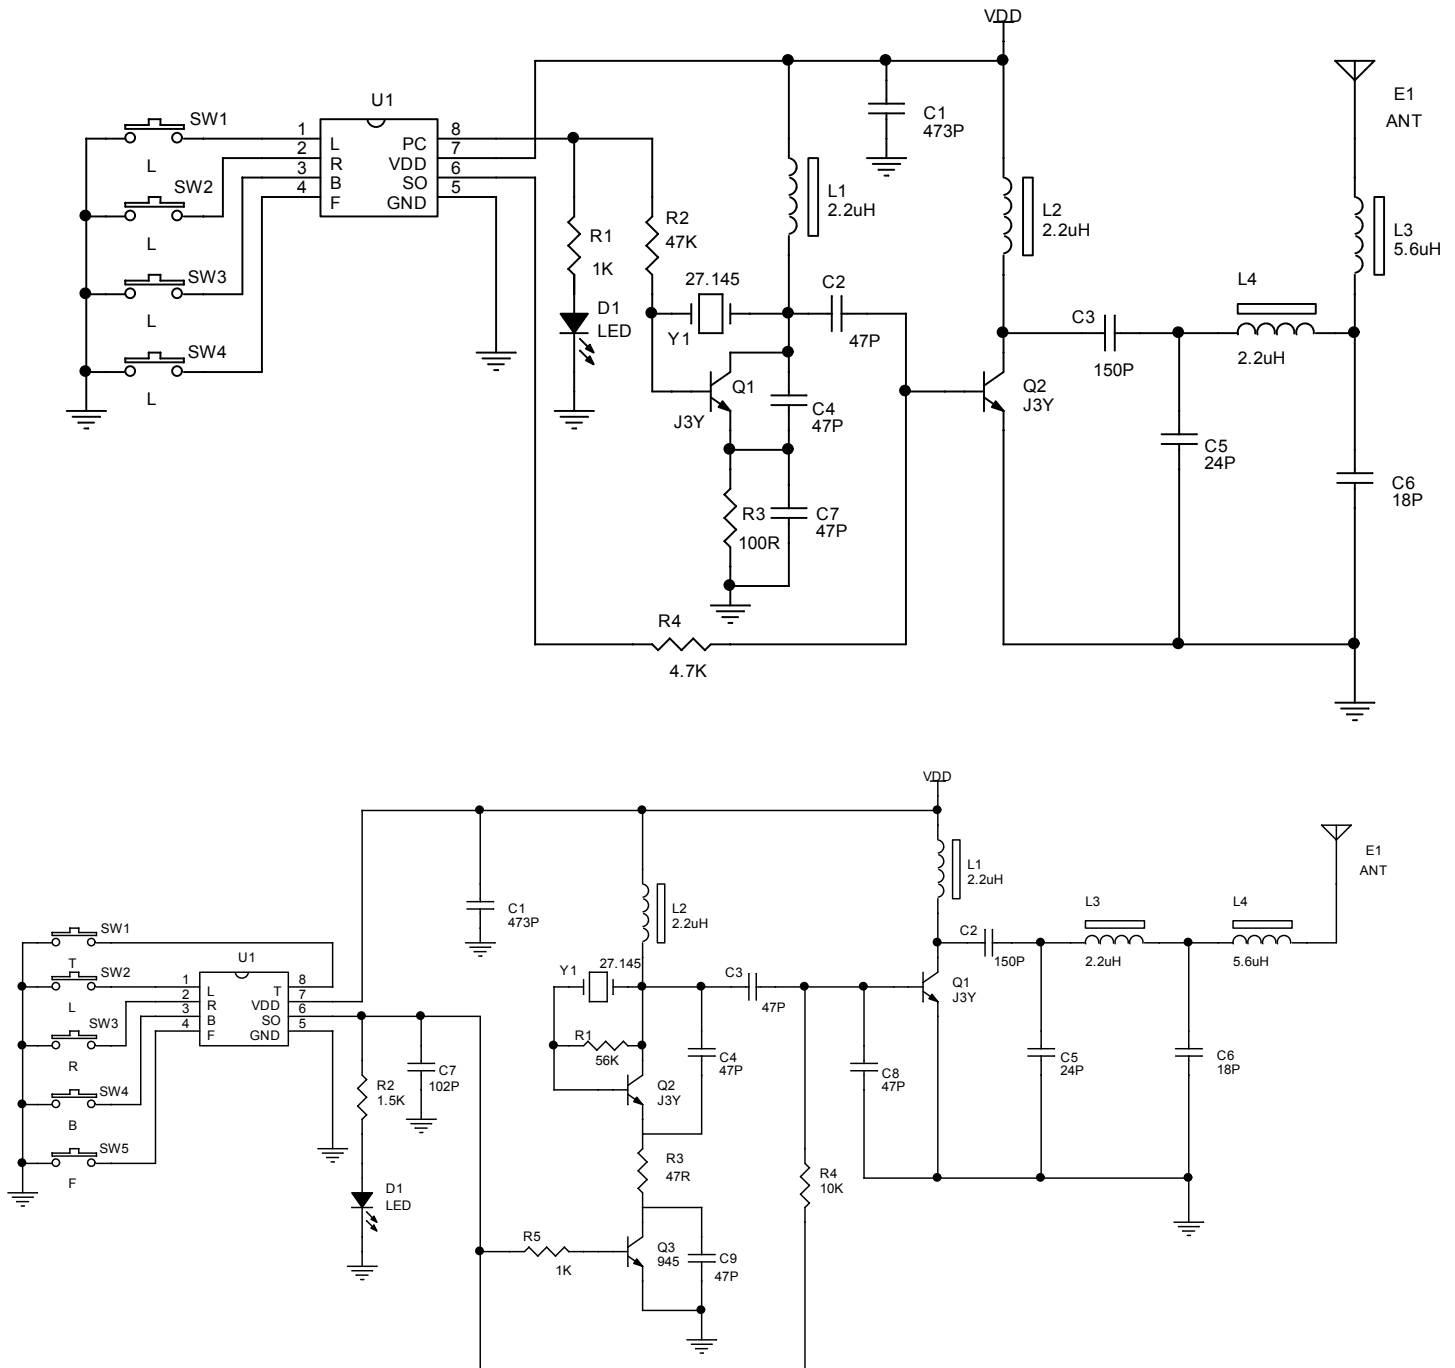 VDD
E1
ANT
U1
C1
473P
SW1
1
L
PC
8
2
R
VDD
7
3
B
SO
6
4
F
GND
5
L
SW2
L
SW3
L
SW4
L
R1
1K
R2
47K
L1
2.2uH
L2
2.2uH
L3
5.6uH
D1
LED
27.145
Y1
C2
47P
L4
2.2uH
C3
150P
Q1
J3Y
C4
47P
Q2
J3Y
C5
24P
C6
18P
R3
100R
C7
47P
R4
4.7K
VDD
E1
ANT
L1
2.2uH
C1
473P
L2
2.2uH
L3
2.2uH
L4
5.6uH
SW1
T
SW2
L
SW3
R
SW4
B
SW5
F
U1
1
L
T
8
2
R
VDD
7
3
B
SO
6
4
F
GND
5
Y1
27.145
C3
47P
Q1
J3Y
C2
150P
R1
56K
C4
47P
Q2
J3Y
C8
47P
C5
24P
C6
18P
R2
1.5K
C7
102P
D1
LED
R3
47R
R4
10K
R5
1K
Q3
945
C9
47P